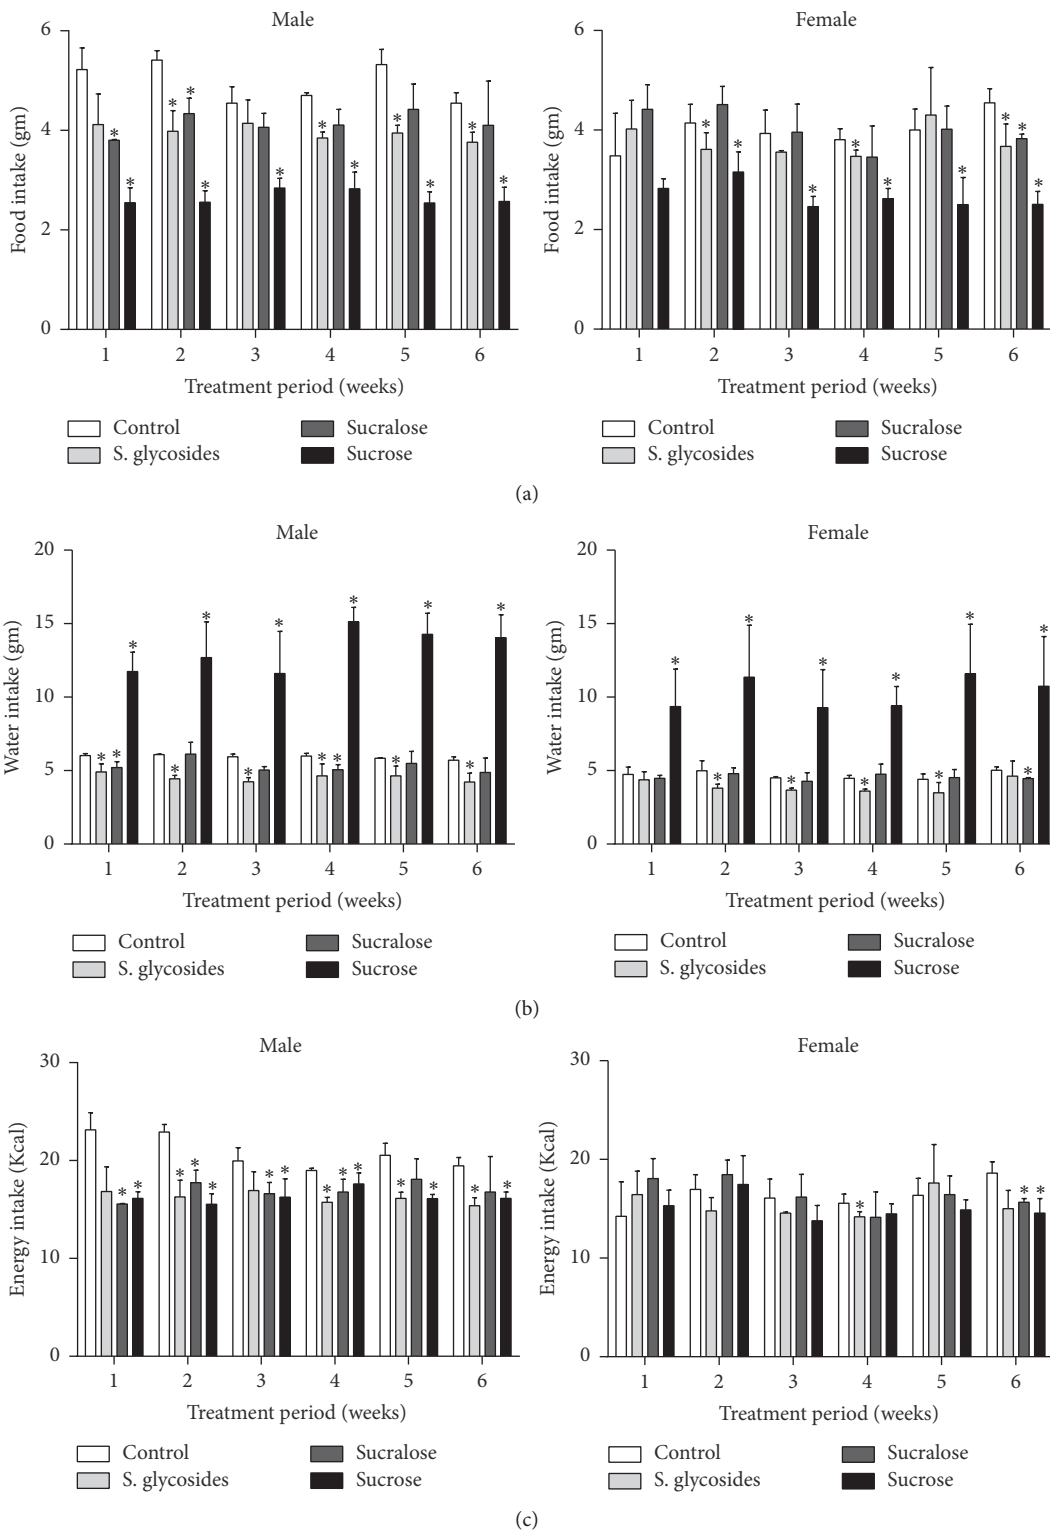 Male
Female
Food intake (gm)
6
4
2
0
* * * * * * * * * * * * *
1 2 3 4 5 6
Treatment period (weeks)
Control
S. glycosides
Sucralose
Sucrose
Food intake (gm)
6
4
2
0
* * * * * * * * *
1 2 3 4 5 6
Treatment period (weeks)
Control
S. glycosides
Sucralose
Sucrose
(a)
Male
Female
Water intake (gm)
20
15
10
5
0
* * * * * * * * * * * * * *
1 2 3 4 5 6
Treatment period (weeks)
Control
S. glycosides
Sucralose
Sucrose
Water intake (gm)
20
15
10
5
0
* * * * * * * * * * *
1 2 3 4 5 6
Treatment period (weeks)
Control
S. glycosides
Sucralose
Sucrose
(b)
Male
Female
Energy intake (Kcal)
30
20
10
0
* * * * * * * * * * * * * *
1 2 3 4 5 6
Treatment period (weeks)
Control
S. glycosides
Sucralose
Sucrose
Energy intake (Kcal)
30
20
10
0
* * *
1 2 3 4 5 6
Treatment period (weeks)
Control
S. glycosides
Sucralose
Sucrose
(c)